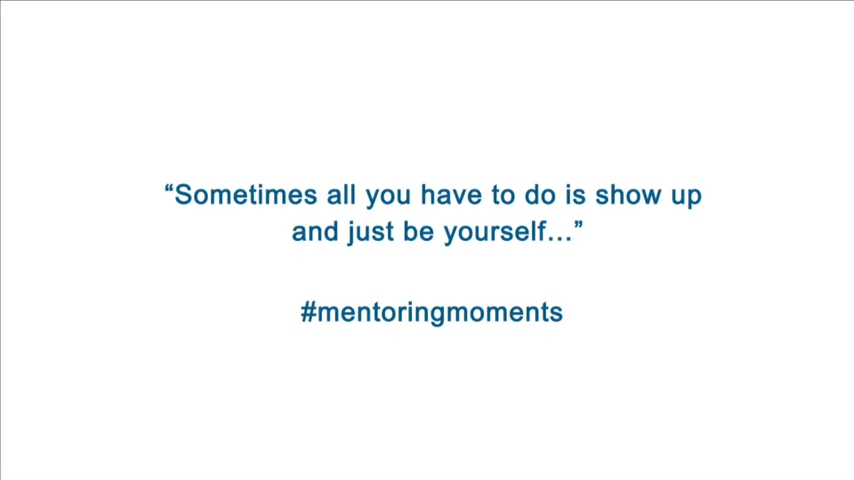 “Sometimes all you have to do is show up
and just be yourself...”
#mentoringmoments